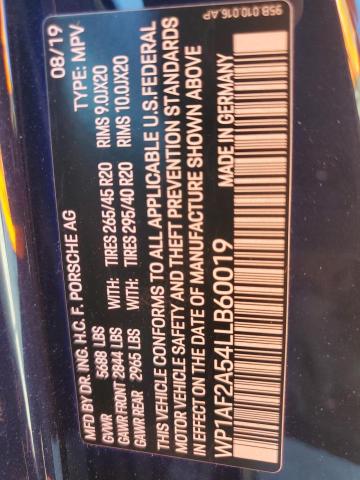 95B.010.016.AP
MFD. BY DR. ING. H.C. F. PORSCHE AG 08/19
GVWR 5688 LBS TYPE: MPV
GAWR FRONT 2844 LBS WITH: TIRES 265/45 R20 RIMS 9.0JX20
GAWR REAR 2965 LBS WITH: TIRES 295/40 R20 RIMS 10.0JX20
THIS VEHICLE CONFORMS TO ALL APPLICABLE U.S.FEDERAL
MOTOR VEHICLE SAFETY AND THEFT PREVENTION STANDARDS
IN EFFECT ON THE DATE OF MANUFACTURE SHOWN ABOVE
WP1AF2A54LLB60019 MADE IN GERMANY